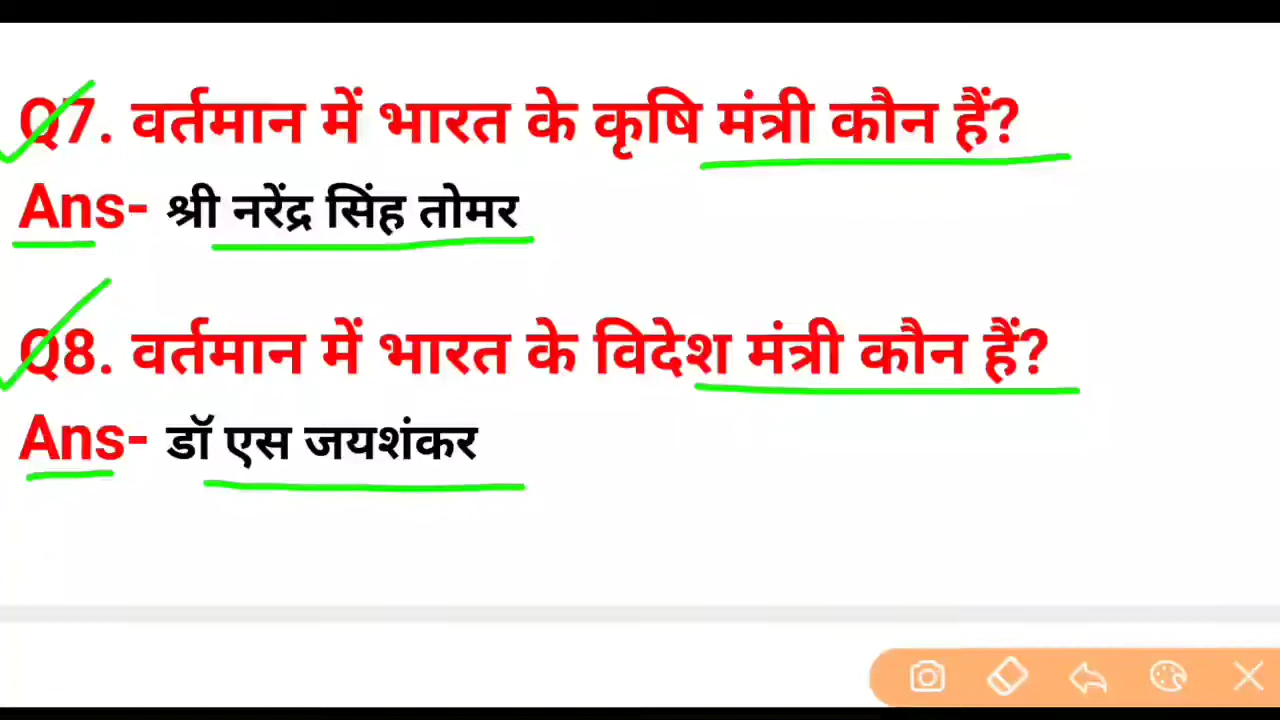 Q7. वर्तमान में भारत के कृषि मंत्री कौन हैं?
Ans- श्री नरेंद्र सिंह तोमर
Q8. वर्तमान में भारत के विदेश मंत्री कौन हैं?
Ans- डॉ एस जयशंकर